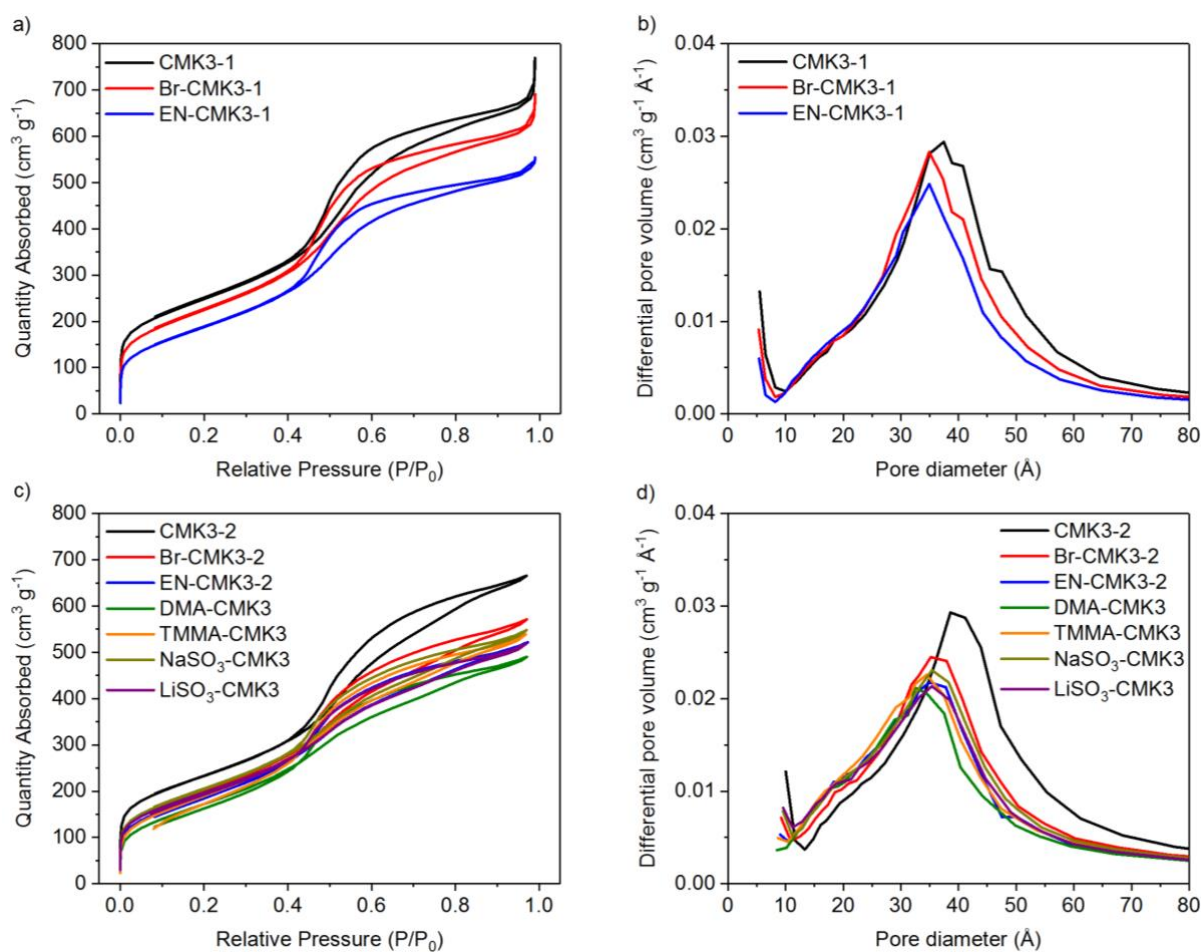 a)
800
700
600
500
400
300
200
100
0
0.0 0.2 0.4 0.6 0.8 1.0
Quantity Absorbed (cm³ g⁻¹)
Relative Pressure (P/P₀)
CMK3-1
Br-CMK3-1
EN-CMK3-1
b)
0.04
0.03
0.02
0.01
0.00
0 10 20 30 40 50 60 70 80
Differential pore volume (cm³ g⁻¹ Å⁻¹)
Pore diameter (Å)
CMK3-1
Br-CMK3-1
EN-CMK3-1
c)
800
700
600
500
400
300
200
100
0
0.0 0.2 0.4 0.6 0.8 1.0
Quantity Absorbed (cm³ g⁻¹)
Relative Pressure (P/P₀)
CMK3-2
Br-CMK3-2
EN-CMK3-2
DMA-CMK3
TMMA-CMK3
NaSO₃-CMK3
LiSO₃-CMK3
d)
0.04
0.03
0.02
0.01
0.00
0 10 20 30 40 50 60 70 80
Differential pore volume (cm³ g⁻¹ Å⁻¹)
Pore diameter (Å)
CMK3-2
Br-CMK3-2
EN-CMK3-2
DMA-CMK3
TMMA-CMK3
NaSO₃-CMK3
LiSO₃-CMK3